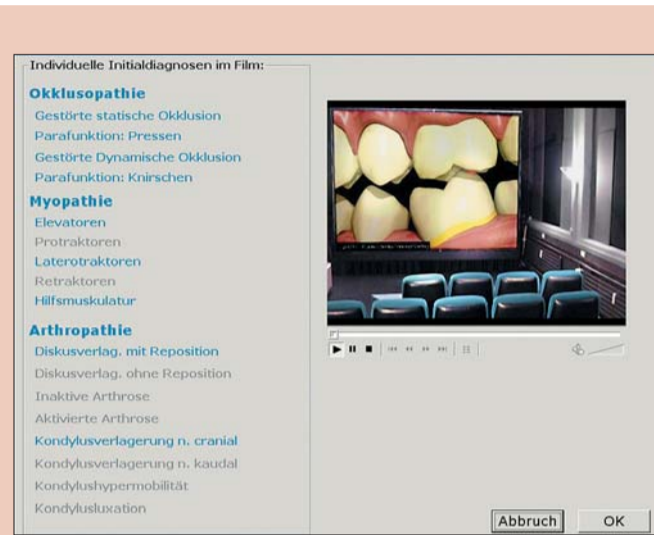 Individuelle Initialdiagnosen im Film:
Okklusopathie
Gestörte statische Okklusion
Parafunktion: Pressen
Gestörte Dynamische Okklusion
Parafunktion: Knirschen
Myopathie
Elevatoren
Protraktoren
Laterotraktoren
Retraktoren
Hilfsmuskulatur
Arthropathie
Diskusverlag. mit Reposition
Diskusverlag. ohne Reposition
Inaktive Arthrose
Aktivierte Arthrose
Kondylusverlagerung n. cranial
Kondylusverlagerung n. kaudal
Kondylushypermobilität
Kondylusluxation
Abbruch
OK